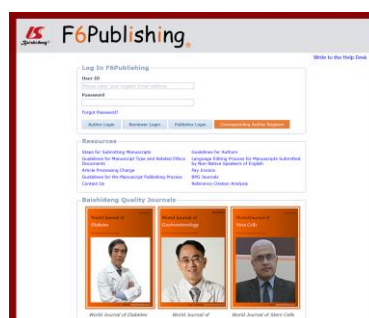 Baishideng®
F6Publishing®
Write to the Help Desk
Log In F6Publishing
User ID
Please enter your register Email address
Password
Forgot Password?
Author Login
Reviewer Login
Publisher Login
Corresponding Author Register
Resources
Steps for Submitting Manuscripts
Guidelines for Authors
Guidelines for Manuscript Type and Related Ethics Documents
Language Editing Process for Manuscripts Submitted by Non-Native Speakers of English
Article Processing Charge
Pay Invoice
Guidelines for the Manuscript Publishing Process
BPG Journals
Contact Us
Reference Citation Analysis
Baishideng Quality Journals
World Journal of
Diabetes
World Journal of
Gastroenterology
World Journal of
Stem Cells
World Journal of Diabetes
World Journal of
World Journal of Stem Cells